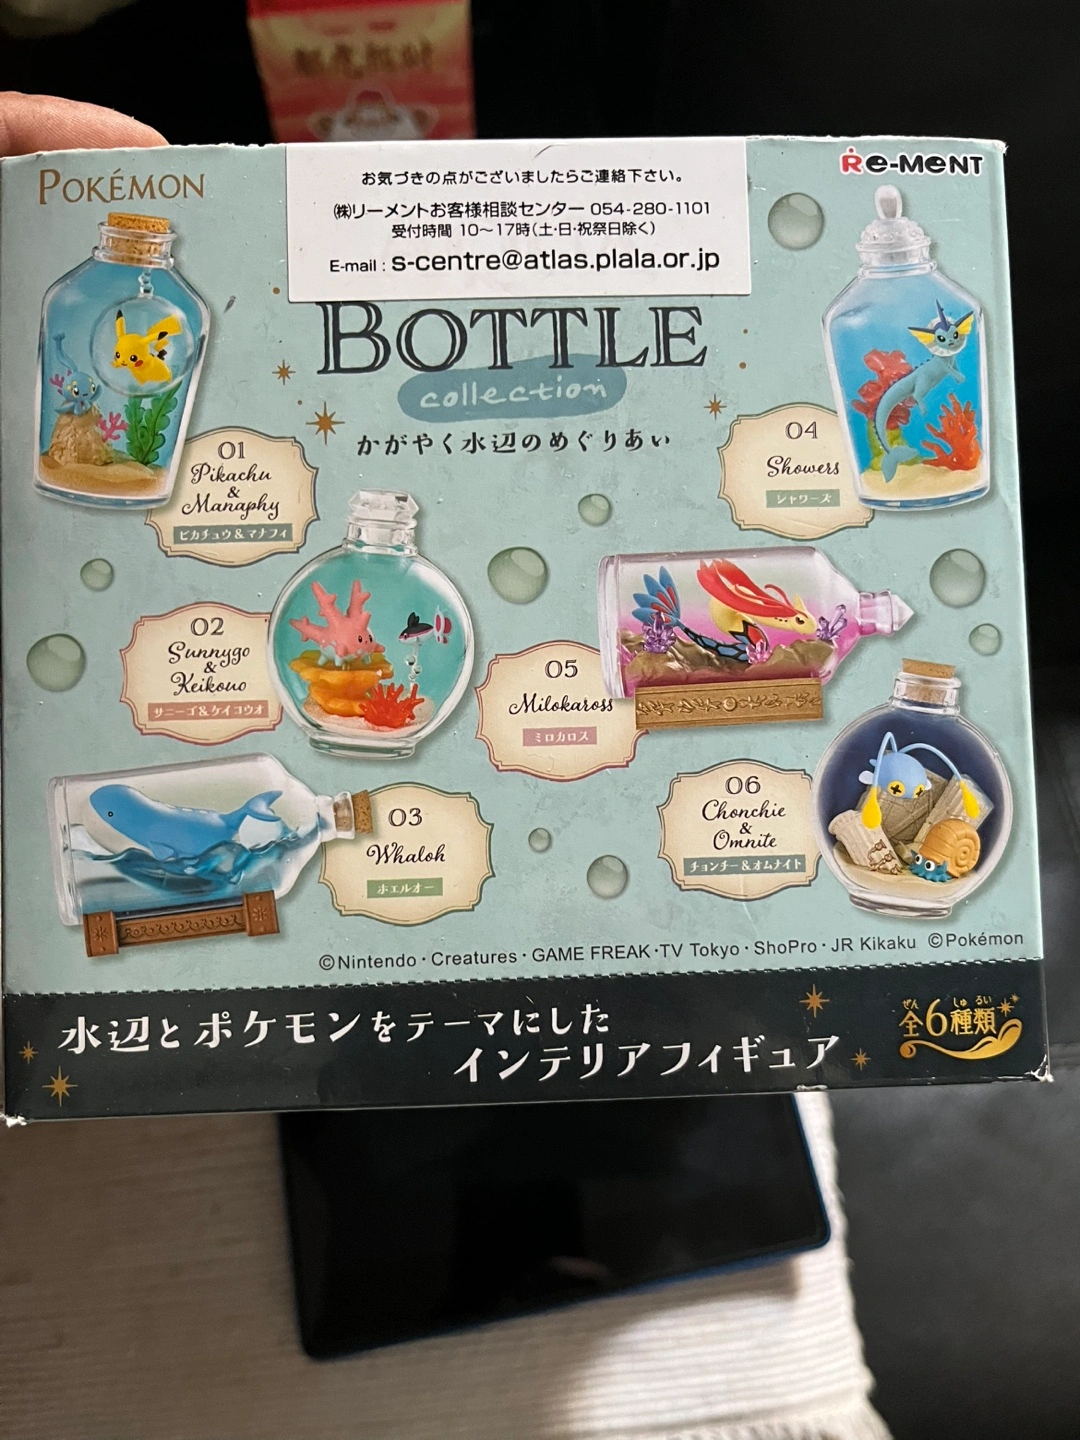 POKÉMON
Re-MeNT
お気づきの点がございましたらご連絡下さい。
㈱リーメントお客様相談センター 054-280-1101
受付時間 10～17時(土・日・祝祭日除く)
E-mail : s-centre@atlas.plala.or.jp
BOTTLE
collection
かがやく水辺のめぐりあい
01
Pikachu
&
Manaphy
ピカチュウ&マナフィ
04
Showers
シャワーズ
02
Sunnygo
&
Keikouo
サニーゴ&ケイコウオ
05
Milokaross
ミロカロス
03
Whaloh
ホエルオー
06
Chonchie
&
Omnite
チョンチー&オムナイト
©Nintendo・Creatures・GAME FREAK・TV Tokyo・ShoPro・JR Kikaku ©Pokémon
水辺とポケモンをテーマにした
インテリアフィギュア
ぜん しゅ るい
全6種類